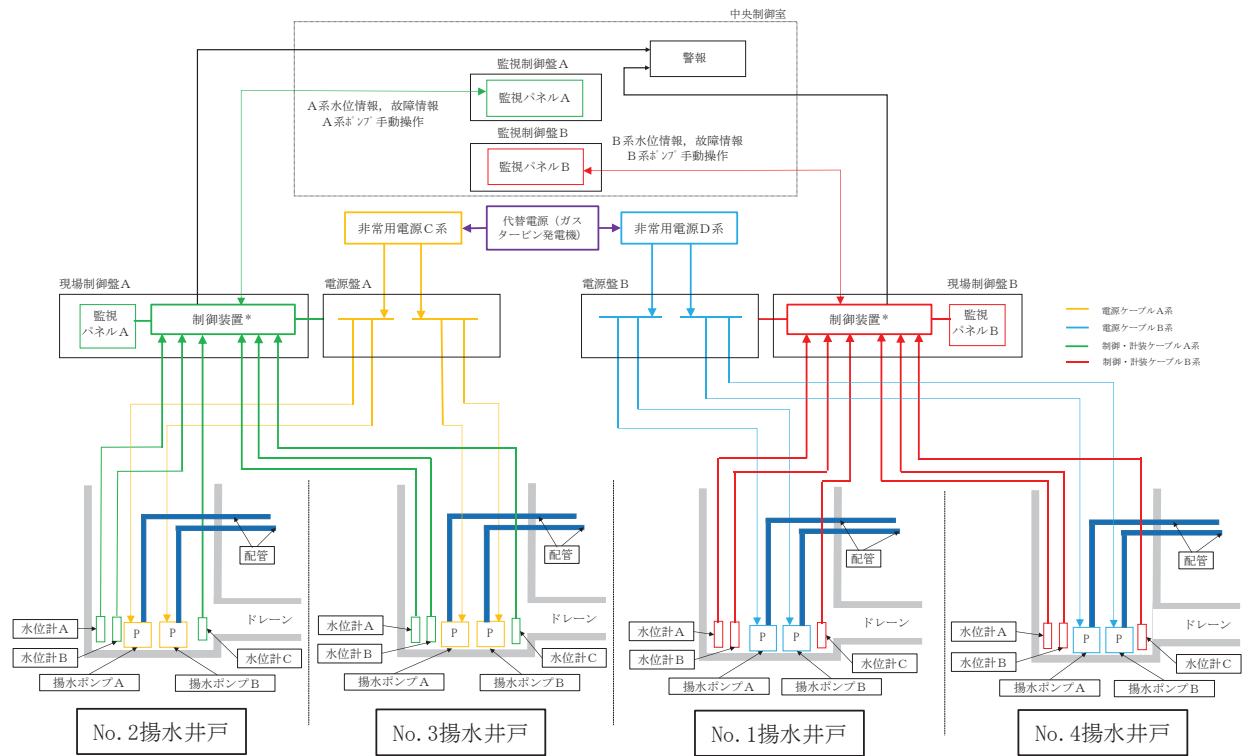 中央制御室
警報
監視制御盤A
監視パネルA
A系水位情報，故障情報
A系ﾎﾟﾝﾌﾟ手動操作
監視制御盤B
監視パネルB
B系水位情報，故障情報
B系ﾎﾟﾝﾌﾟ手動操作
非常用電源C系
代替電源（ガス
タービン発電機）
非常用電源D系
現場制御盤A
監視
パネルA
制御装置*
電源盤A
電源盤B
制御装置*
現場制御盤B
監視
パネルB
電源ケーブルA系
電源ケーブルB系
制御・計装ケーブルA系
制御・計装ケーブルB系
配管
ドレーン
水位計A
水位計B
P
P
水位計C
揚水ポンプA
揚水ポンプB
No.2揚水井戸
配管
ドレーン
水位計A
水位計B
P
P
水位計C
揚水ポンプA
揚水ポンプB
No.3揚水井戸
配管
ドレーン
水位計A
水位計B
P
P
水位計C
揚水ポンプA
揚水ポンプB
No.1揚水井戸
配管
ドレーン
水位計A
水位計B
P
P
水位計C
揚水ポンプA
揚水ポンプB
No.4揚水井戸